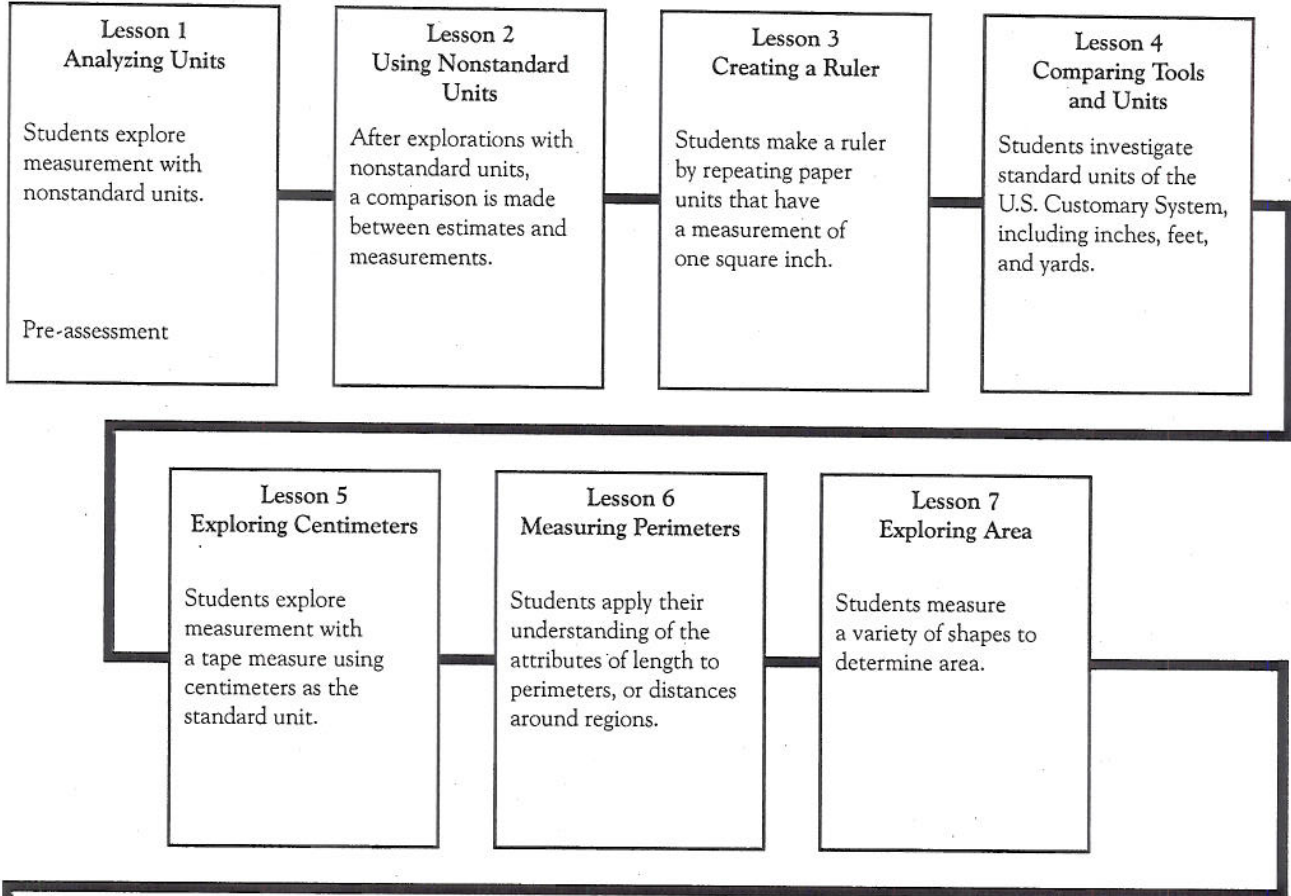 Lesson 1
Analyzing Units
Students explore
measurement with
nonstandard units.
Pre-assessment
Lesson 2
Using Nonstandard
Units
After explorations with
nonstandard units,
a comparison is made
between estimates and
measurements.
Lesson 3
Creating a Ruler
Students make a ruler
by repeating paper
units that have
a measurement of
one square inch.
Lesson 4
Comparing Tools
and Units
Students investigate
standard units of the
U.S. Customary System,
including inches, feet,
and yards.
Lesson 5
Exploring Centimeters
Students explore
measurement with
a tape measure using
centimeters as the
standard unit.
Lesson 6
Measuring Perimeters
Students apply their
understanding of the
attributes of length to
perimeters, or distances
around regions.
Lesson 7
Exploring Area
Students measure
a variety of shapes to
determine area.